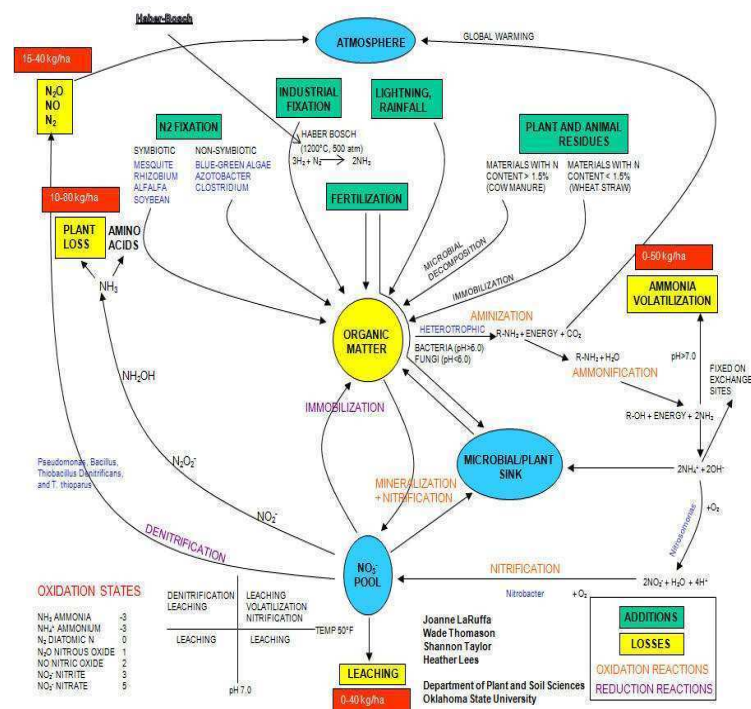 Haber-Bosch
ATMOSPHERE
GLOBAL WARMING
15-40 kg/ha
N₂O
NO
N₂
INDUSTRIAL
FIXATION
LIGHTNING,
RAINFALL
N2 FIXATION
SYMBIOTIC
MESQUITE
RHIZOBIUM
ALFALFA
SOYBEAN
NON-SYMBIOTIC
BLUE-GREEN ALGAE
AZOTOBACTER
CLOSTRIDIUM
HABER BOSCH
(1200°C, 500 atm)
3H₂ + N₂ 2NH₃
PLANT AND ANIMAL
RESIDUES
MATERIALS WITH N
CONTENT > 1.5%
(COW MANURE)
MATERIALS WITH N
CONTENT < 1.5%
(WHEAT STRAW)
FERTILIZATION
10-80 kg/ha
PLANT
LOSS
AMINO
ACIDS
NH₃
MICROBIAL
DECOMPOSITION
IMMOBILIZATION
0-50 kg/ha
AMMONIA
VOLATILIZATION
AMINIZATION
ORGANIC
MATTER
HETEROTROPHIC
R-NH₂ + ENERGY + CO₂
BACTERIA (pH>6.0)
FUNGI (pH<6.0)
R-NH₂ + H₂O
AMMONIFICATION
pH>7.0
FIXED ON
EXCHANGE
SITES
NH₂OH
IMMOBILIZATION
R-OH + ENERGY + 2NH₃
Pseudomonas, Bacillus,
Thiobacillus Denitrificans,
and T. thioparus
N₂O₂⁻
MICROBIAL/PLANT
SINK
2NH₄⁺ + 2OH⁻
MINERALIZATION
+ NITRIFICATION
NO₂⁻
+O₂
Nitrosomonas
DENITRIFICATION
NO₃⁻
POOL
NITRIFICATION
2NO₂⁻ + H₂O + 4H⁺
Nitrobacter + O₂
OXIDATION STATES
NH₃ AMMONIA -3
NH₄⁺ AMMONIUM -3
N₂ DIATOMIC N 0
N₂O NITROUS OXIDE 1
NO NITRIC OXIDE 2
NO₂⁻ NITRITE 3
NO₃⁻ NITRATE 5
DENITRIFICATION
LEACHING
LEACHING
VOLATILIZATION
NITRIFICATION
TEMP 50°F
LEACHING
LEACHING
pH 7.0
LEACHING
0-40 kg/ha
Joanne LaRuffa
Wade Thomason
Shannon Taylor
Heather Lees
Department of Plant and Soil Sciences
Oklahoma State University
ADDITIONS
LOSSES
OXIDATION REACTIONS
REDUCTION REACTIONS